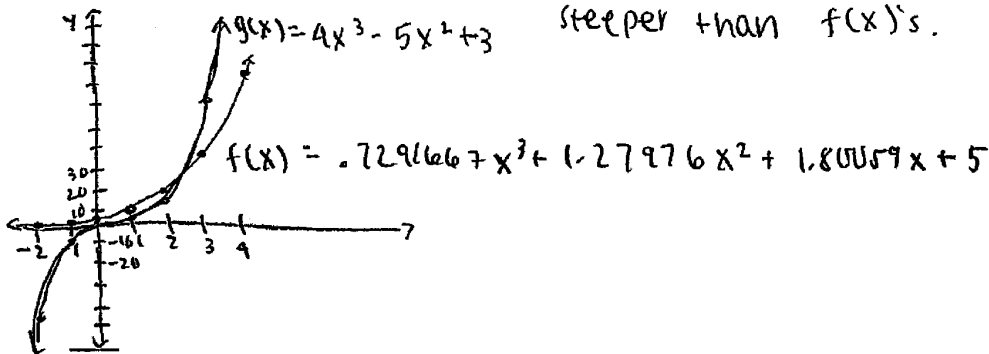 steeper than f(x)'s.
y
g(x) = 4x³ - 5x² + 3
f(x) = .7291667x³ + 1.27976x² + x + 5
30
20
10
-2
-1
1
2
3
4
-10
-20